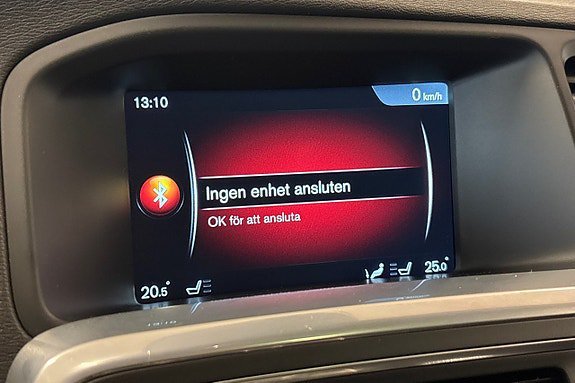 13:10
0 km/h
Ingen enhet ansluten
OK för att ansluta
20.5°
25.0°